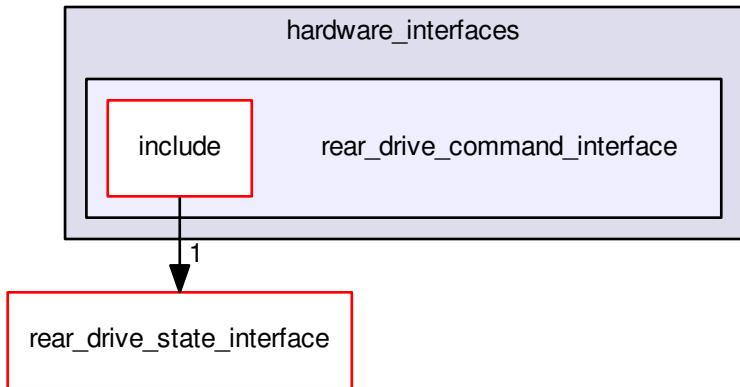 hardware_interfaces
include
rear_drive_command_interface
1
rear_drive_state_interface